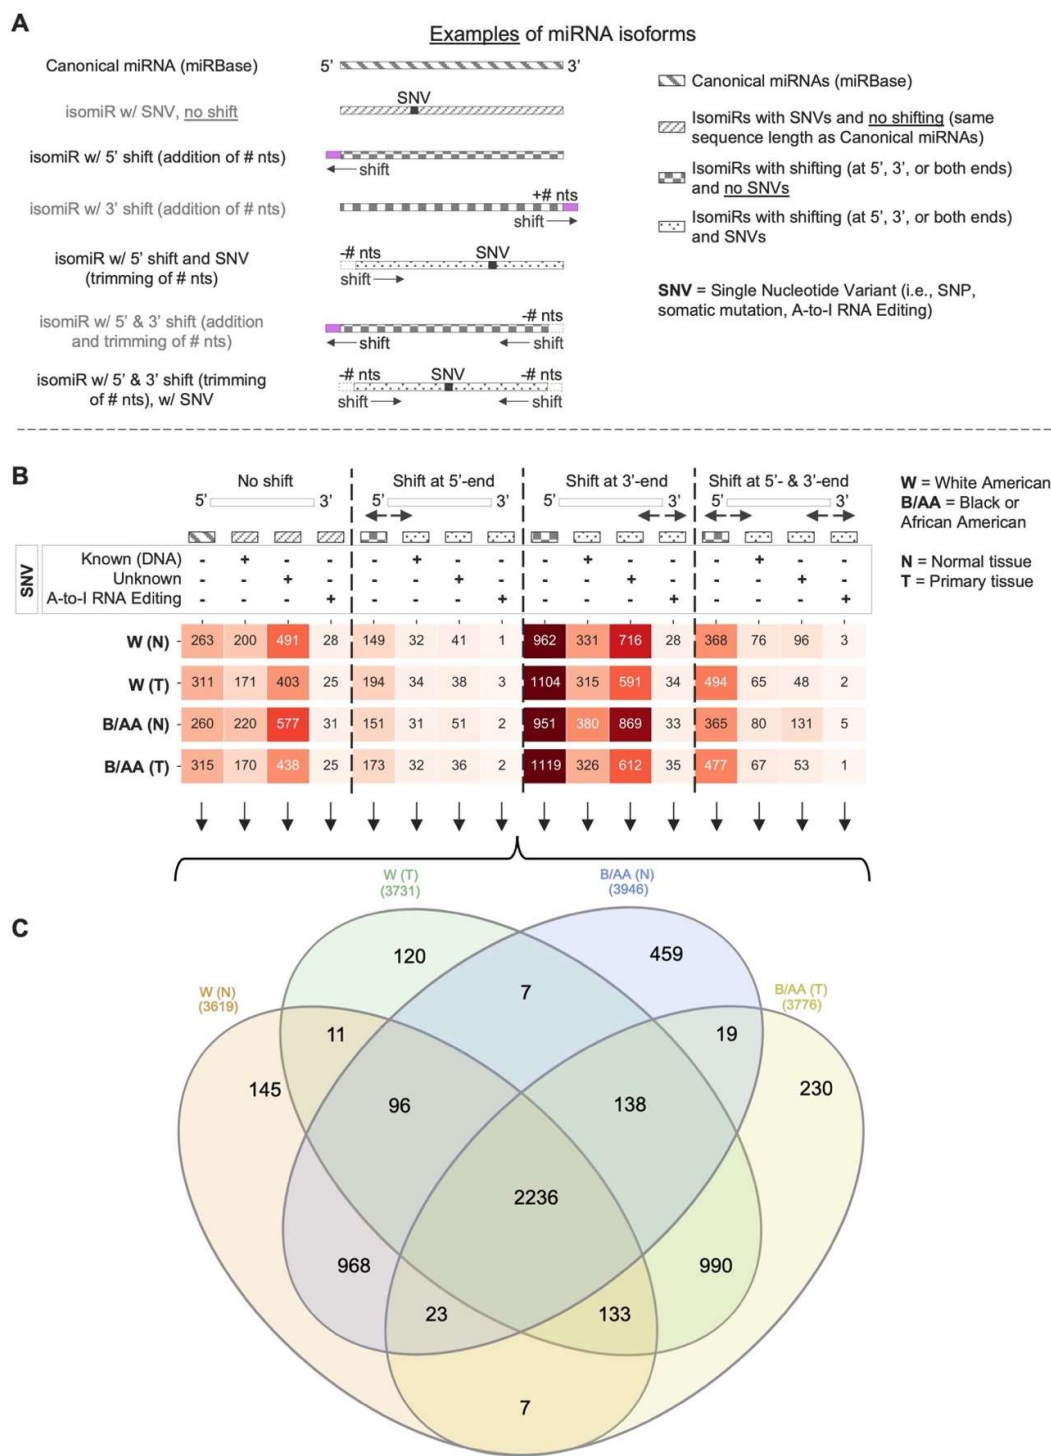 A
Examples of miRNA isoforms
Canonical miRNA (miRBase)
5' 3'
isomiR w/ SNV, no shift
SNV
isomiR w/ 5' shift (addition of # nts)
shift
isomiR w/ 3' shift (addition of # nts)
+# nts
shift
isomiR w/ 5' shift and SNV
(trimming of # nts)
-# nts SNV
shift
isomiR w/ 5' & 3' shift (addition
and trimming of # nts)
-# nts
shift shift
isomiR w/ 5' & 3' shift (trimming
of # nts), w/ SNV
-# nts SNV -# nts
shift shift
Canonical miRNAs (miRBase)
IsomiRs with SNVs and no shifting (same
sequence length as Canonical miRNAs)
IsomiRs with shifting (at 5', 3', or both ends)
and no SNVs
IsomiRs with shifting (at 5', 3', or both ends)
and SNVs
SNV = Single Nucleotide Variant (i.e., SNP,
somatic mutation, A-to-I RNA Editing)
B
No shift Shift at 5'-end Shift at 3'-end Shift at 5'- & 3'-end
5' 3' 5' 3' 5' 3' 5' 3'
W = White American
B/AA = Black or
African American
N = Normal tissue
T = Primary tissue
SNV
Known (DNA) - + - - - + - - - + - - - + - -
Unknown - - + - - - + - - - + - - - + -
A-to-I RNA Editing - - - + - - - + - - - + - - - +
W (N) 263 200 491 28 149 32 41 1 962 331 716 28 368 76 96 3
W (T) 311 171 403 25 194 34 38 3 1104 315 591 34 494 65 48 2
B/AA (N) 260 220 577 31 151 31 51 2 951 380 869 33 365 80 131 5
B/AA (T) 315 170 438 25 173 32 36 2 1119 326 612 35 477 67 53 1
C
W (T)
(3731)
B/AA (N)
(3946)
W (N)
(3619)
B/AA (T)
(3776)
120
7
459
11
19
145
96
138
230
2236
968
990
23
133
7